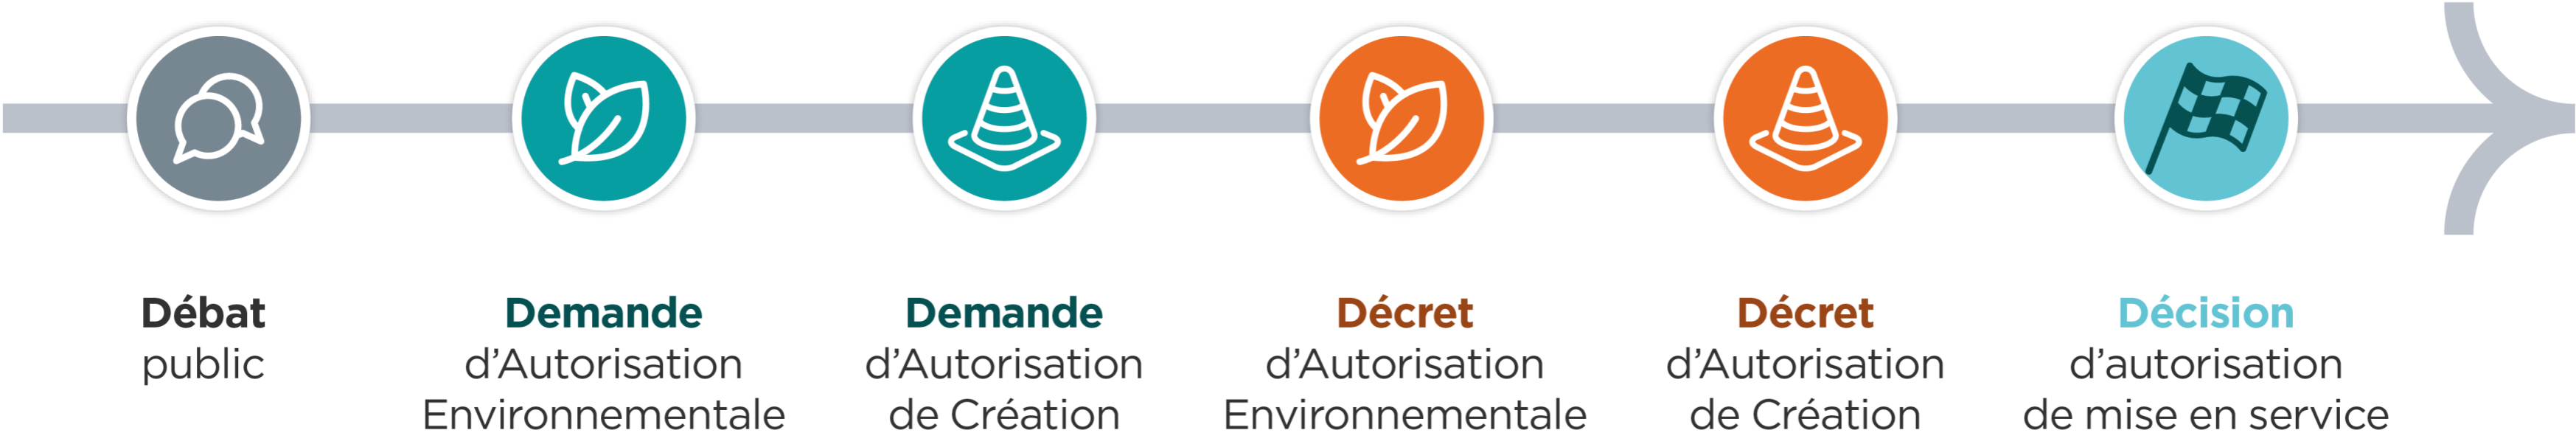 Débat
public
Demande
d’Autorisation
Environnementale
Demande
d’Autorisation
de Création
Décret
d’Autorisation
Environnementale
Décret
d’Autorisation
de Création
Décision
d’autorisation
de mise en service